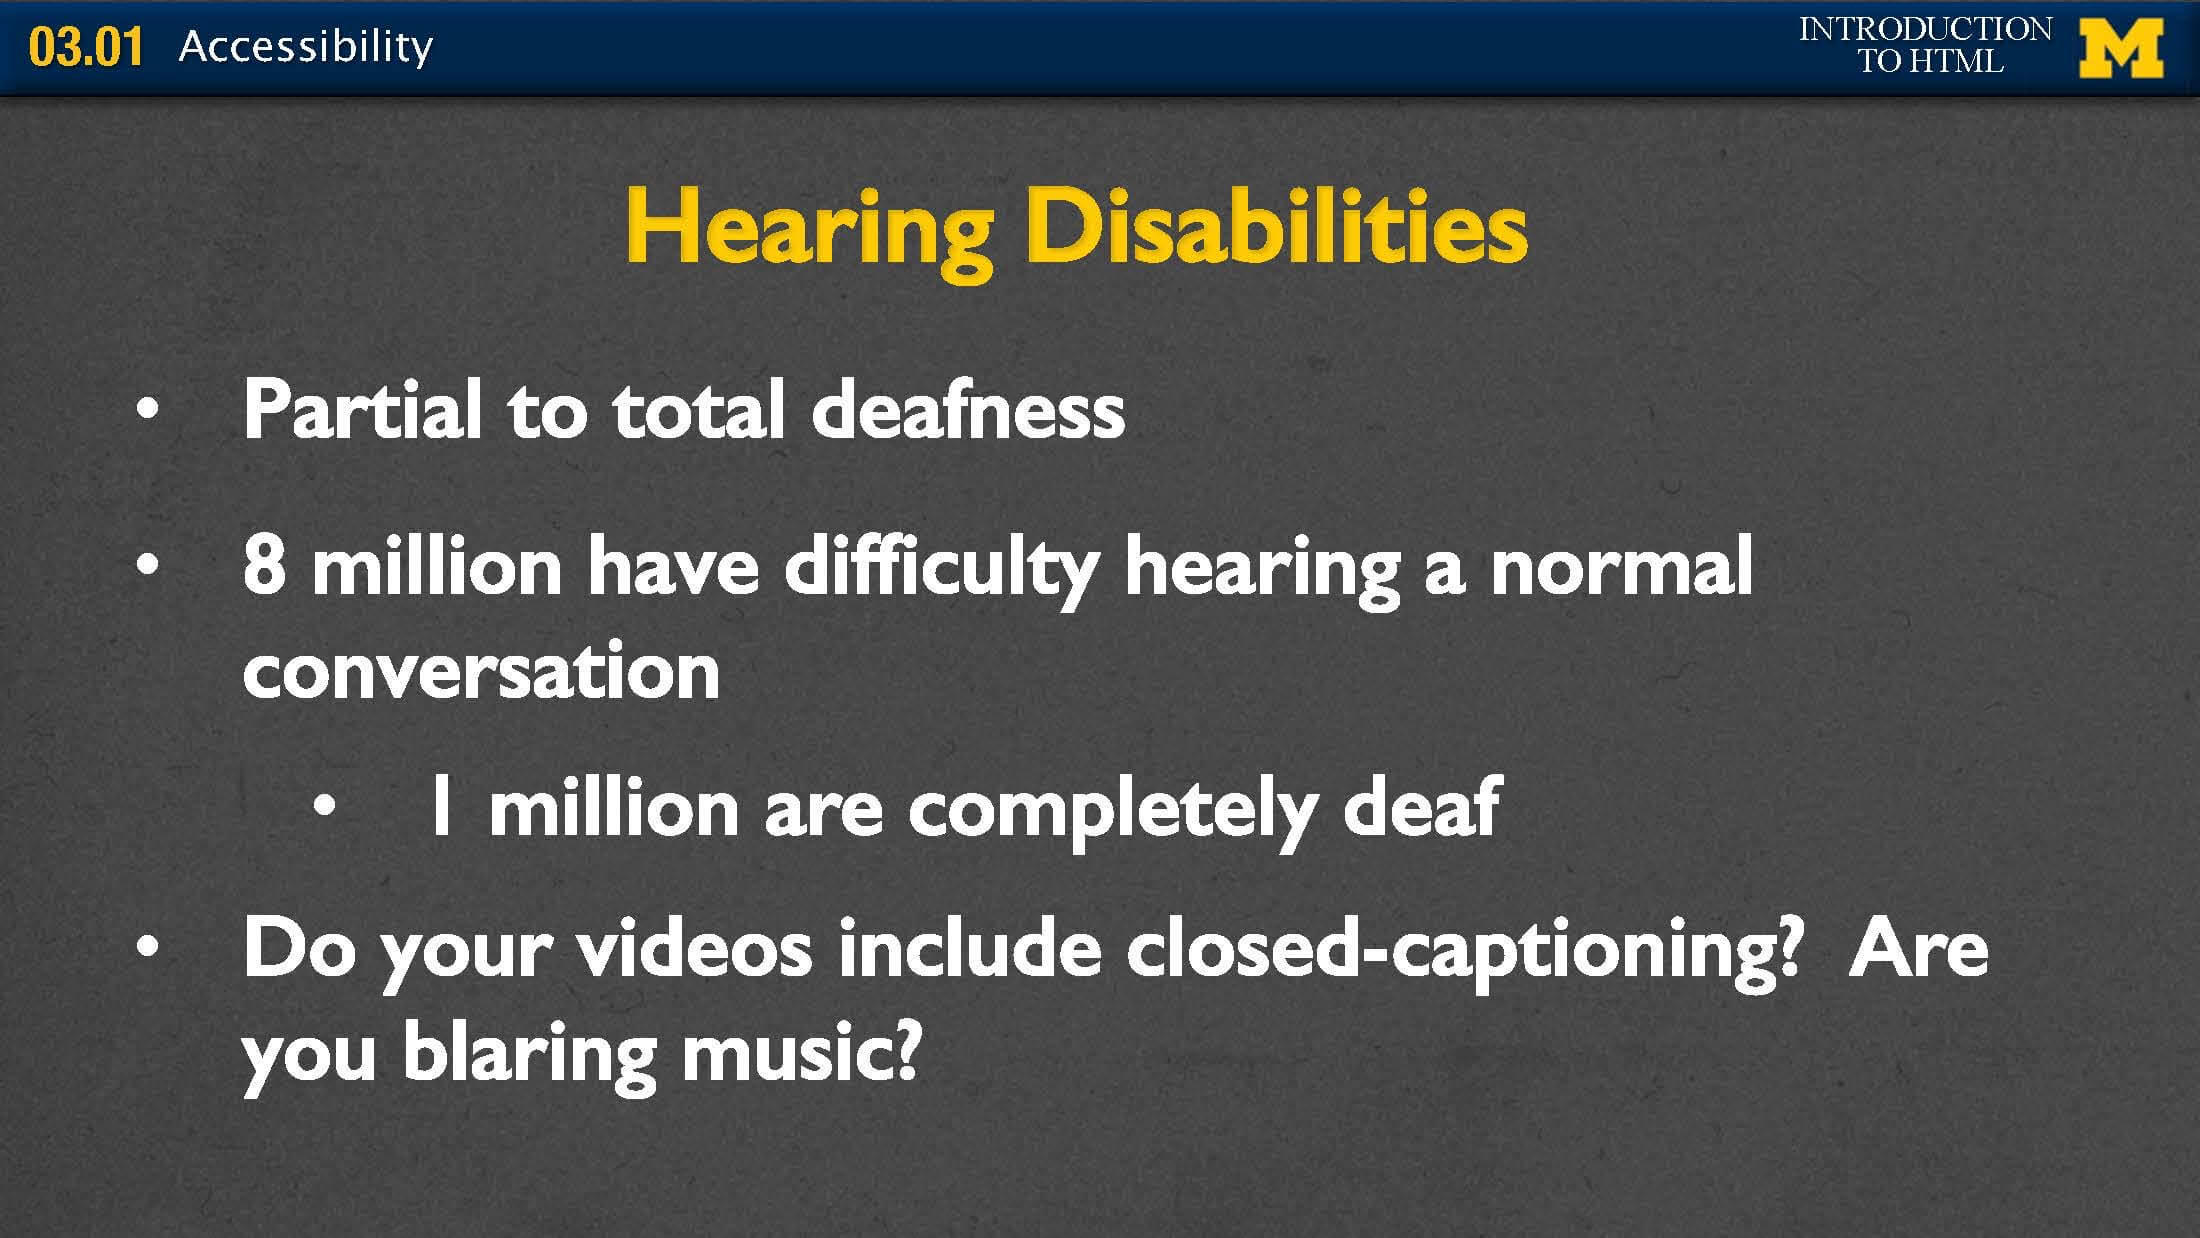 03.01 Accessibility
INTRODUCTION
TO HTML
M
Hearing Disabilities
• Partial to total deafness
• 8 million have difficulty hearing a normal
conversation
• 1 million are completely deaf
• Do your videos include closed-captioning?  Are
you blaring music?